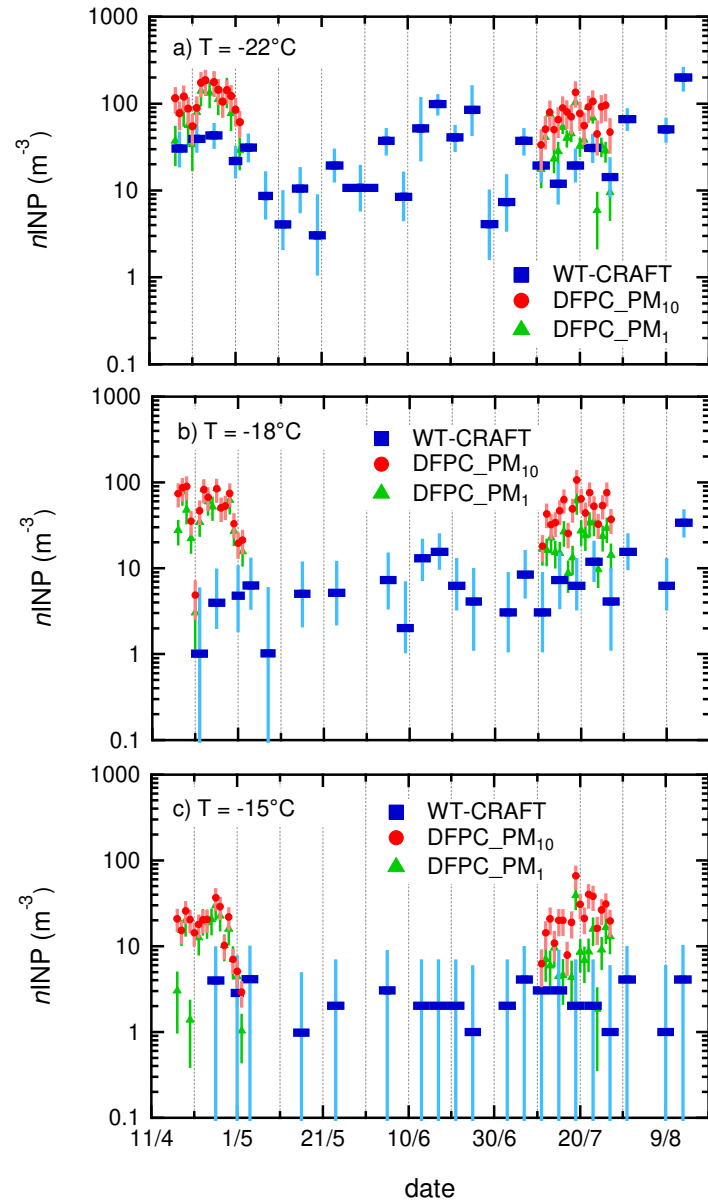 1000
a) T = -22°C
100
10
1
0.1
nINP (m⁻³)
WT-CRAFT
DFPC_PM₁₀
DFPC_PM₁
1000
b) T = -18°C
100
10
1
0.1
nINP (m⁻³)
WT-CRAFT
DFPC_PM₁₀
DFPC_PM₁
1000
c) T = -15°C
100
10
1
0.1
nINP (m⁻³)
WT-CRAFT
DFPC_PM₁₀
DFPC_PM₁
11/4 1/5 21/5 10/6 30/6 20/7 9/8
date